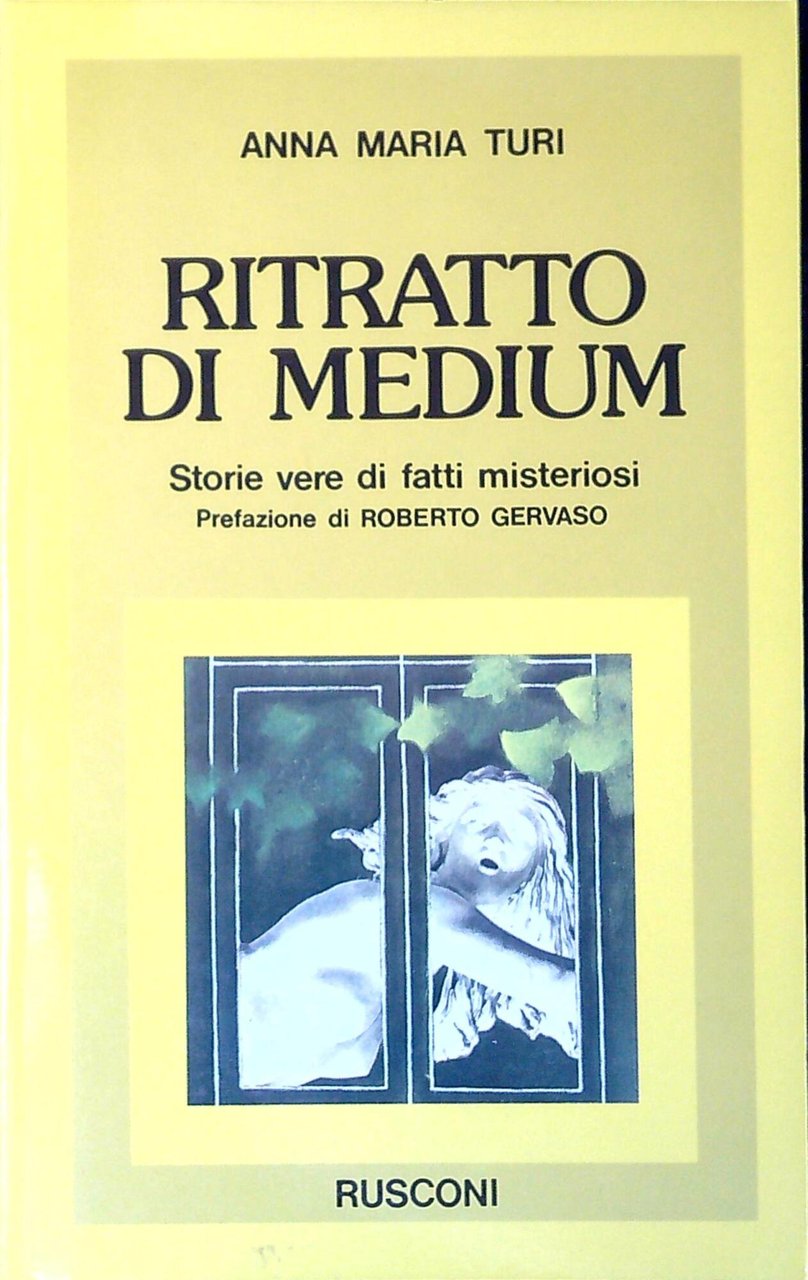 ANNA MARIA TURI
RITRATTO
DI MEDIUM
Storie vere di fatti misteriosi
Prefazione di ROBERTO GERVASO
RUSCONI